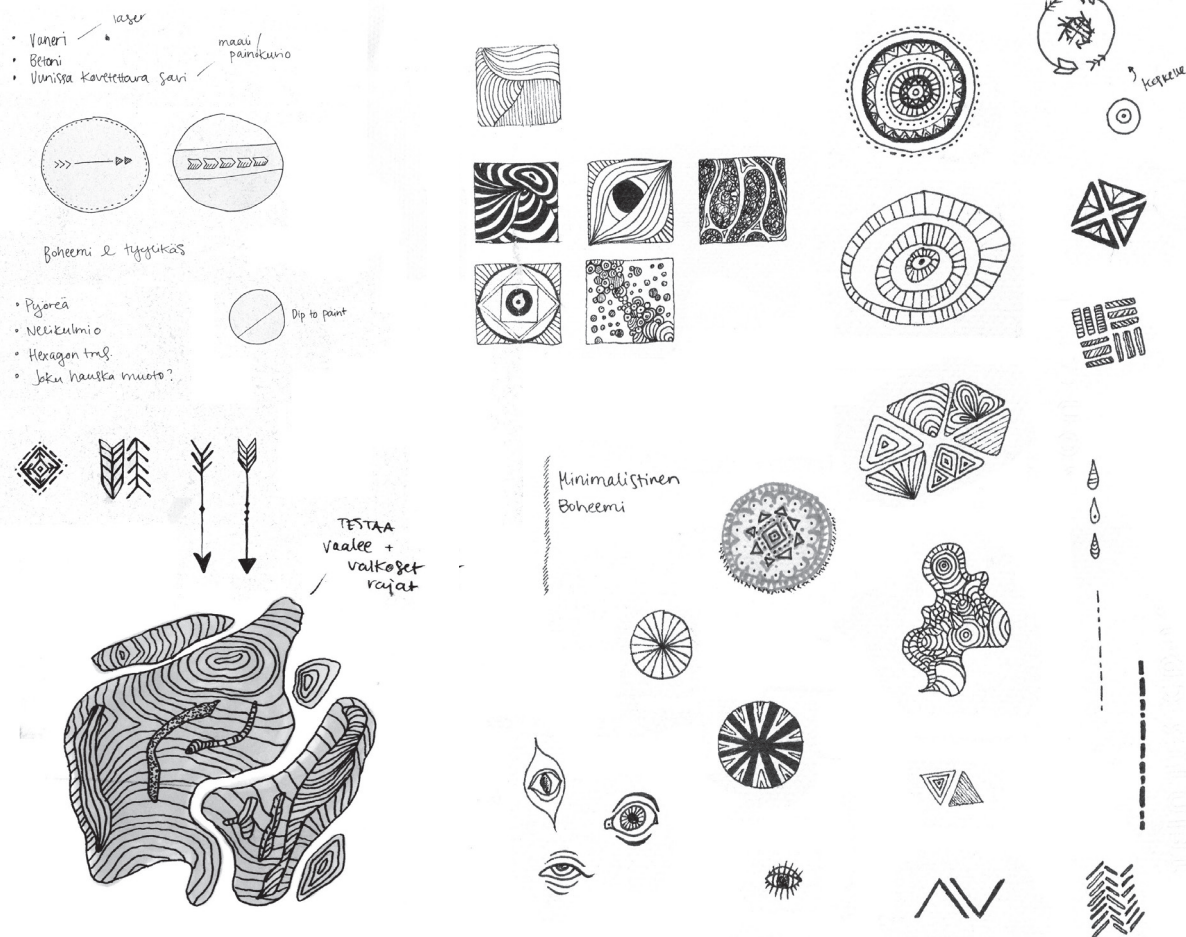 laser
• Vaneri
• Betoni
• Uunissa kovetettava savi
maali /
painokuvio
Boheemi & tyylikäs
• Pyöreä
• Nelikulmio
• Hexagon tms.
• Joku hauska muoto?
Dip to paint
TESTAA
vaalee +
valkoset
rajat
Minimalistinen
Boheemi